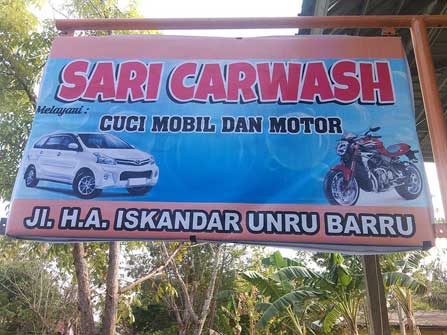 SARI CARWASH
Melayani :
CUCI MOBIL DAN MOTOR
Jl. H.A. ISKANDAR UNRU BARRU